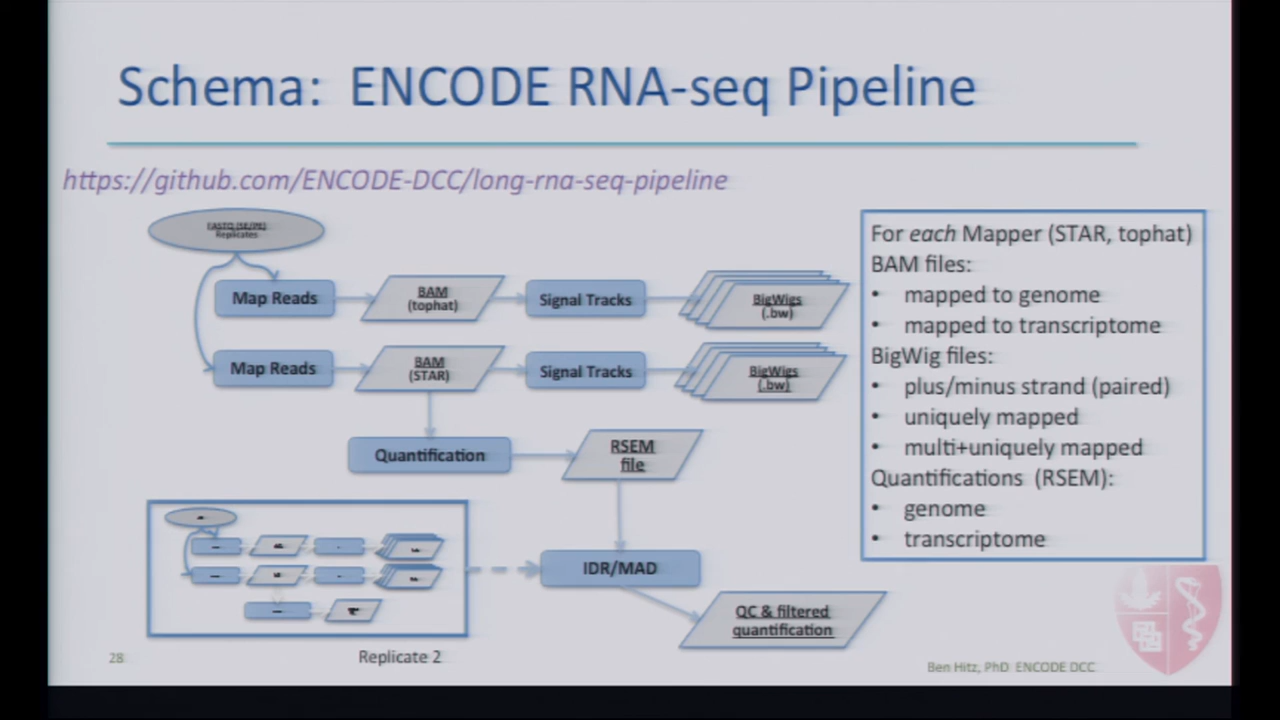 Schema: ENCODE RNA-seq Pipeline
https://github.com/ENCODE-DCC/long-rna-seq-pipeline
FASTQ (SE/PE)
Replicates
Map Reads
BAM
(tophat)
Signal Tracks
BigWigs
(.bw)
Map Reads
BAM
(STAR)
Signal Tracks
BigWigs
(.bw)
Quantification
RSEM
file
IDR/MAD
QC & filtered
quantification
Replicate 2
For each Mapper (STAR, tophat)
BAM files:
• mapped to genome
• mapped to transcriptome
BigWig files:
• plus/minus strand (paired)
• uniquely mapped
• multi+uniquely mapped
Quantifications (RSEM):
• genome
• transcriptome
28
Ben Hitz, PhD ENCODE DCC